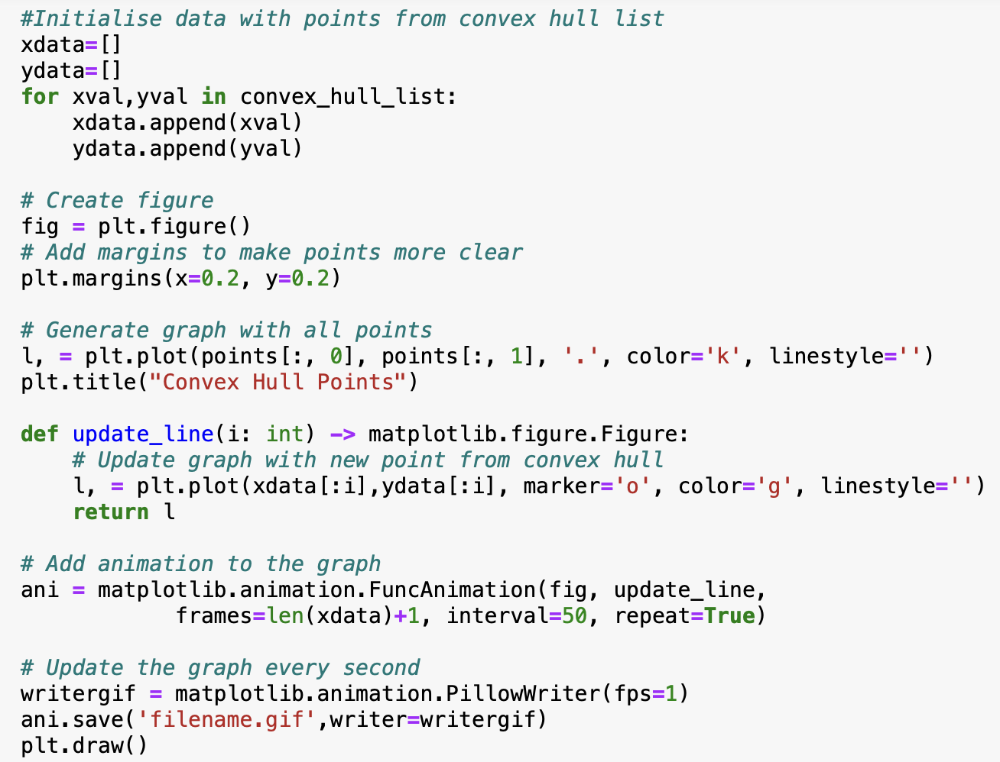 #Initialise data with points from convex hull list
xdata=[]
ydata=[]
for xval,yval in convex_hull_list:
    xdata.append(xval)
    ydata.append(yval)

# Create figure
fig = plt.figure()
# Add margins to make points more clear
plt.margins(x=0.2, y=0.2)

# Generate graph with all points
l, = plt.plot(points[:, 0], points[:, 1], '.', color='k', linestyle='')
plt.title("Convex Hull Points")

def update_line(i: int) -> matplotlib.figure.Figure:
    # Update graph with new point from convex hull
    l, = plt.plot(xdata[:i],ydata[:i], marker='o', color='g', linestyle='')
    return l

# Add animation to the graph
ani = matplotlib.animation.FuncAnimation(fig, update_line,
            frames=len(xdata)+1, interval=50, repeat=True)

# Update the graph every second
writergif = matplotlib.animation.PillowWriter(fps=1)
ani.save('filename.gif',writer=writergif)
plt.draw()